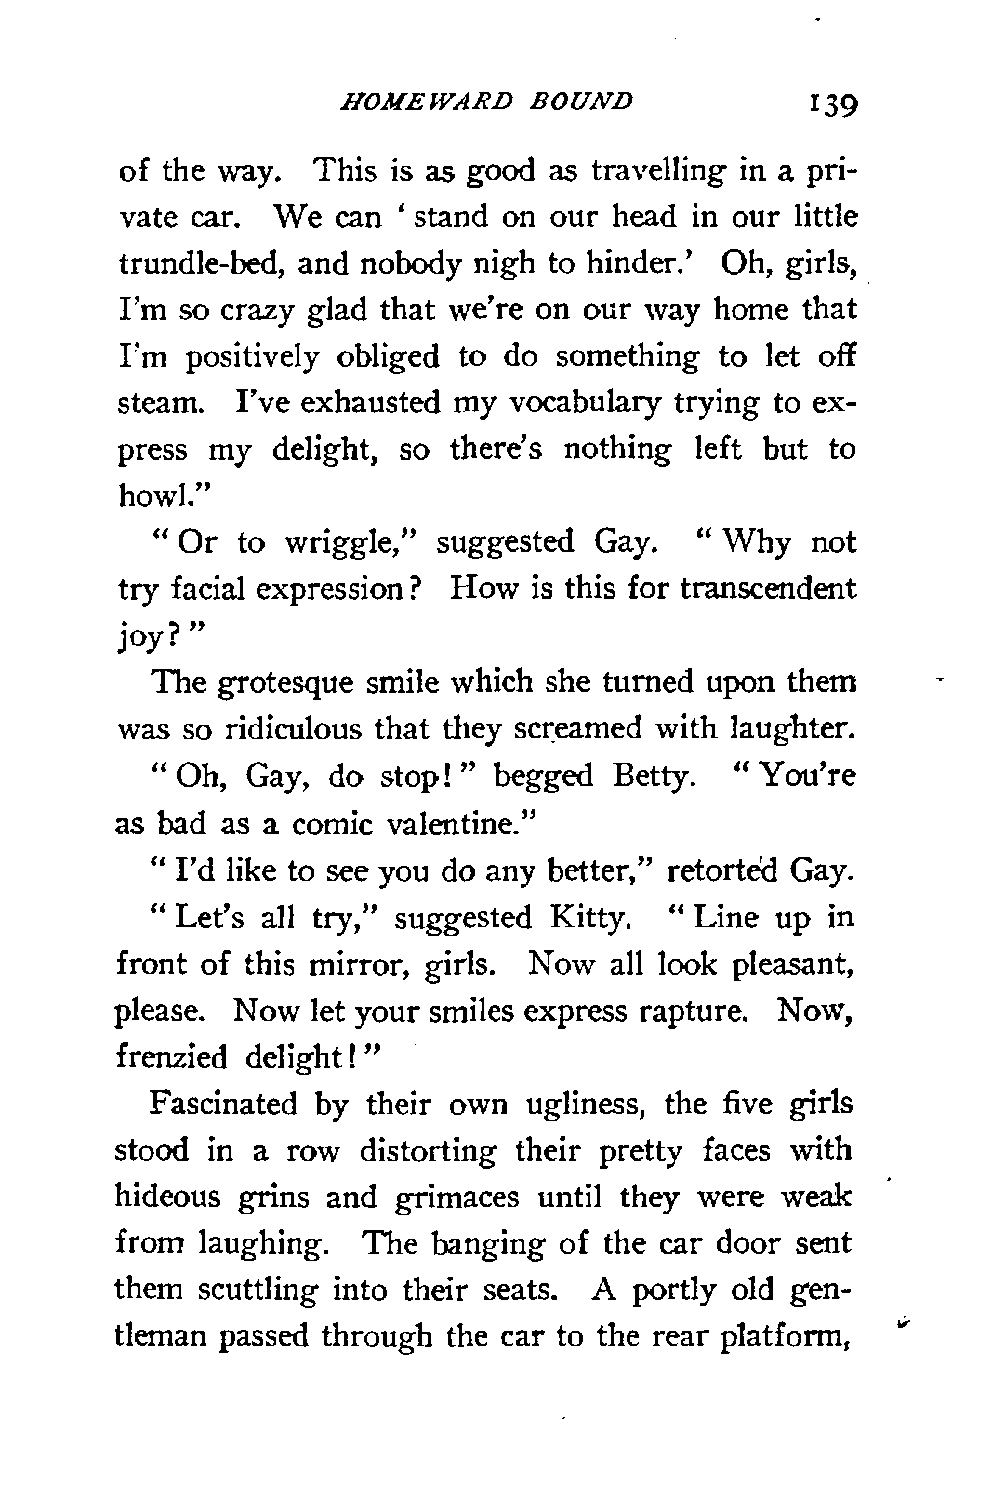 HOMEWARD BOUND 139
of the way. This is as good as travelling in a pri-
vate car. We can ‘ stand on our head in our little
trundle-bed, and nobody nigh to hinder.’ Oh, girls,
I’m so crazy glad that we’re on our way home that
I’m positively obliged to do something to let off
steam. I’ve exhausted my vocabulary trying to ex-
press my delight, so there’s nothing left but to
howl.”
“ Or to wriggle,” suggested Gay. “ Why not
try facial expression? How is this for transcendent
joy? ”
The grotesque smile which she turned upon them
was so ridiculous that they screamed with laughter.
“ Oh, Gay, do stop! ” begged Betty. “ You’re
as bad as a comic valentine.”
“ I’d like to see you do any better,” retorted Gay.
“ Let’s all try,” suggested Kitty. “ Line up in
front of this mirror, girls. Now all look pleasant,
please. Now let your smiles express rapture. Now,
frenzied delight! ”
Fascinated by their own ugliness, the five girls
stood in a row distorting their pretty faces with
hideous grins and grimaces until they were weak
from laughing. The banging of the car door sent
them scuttling into their seats. A portly old gen-
tleman passed through the car to the rear platform,